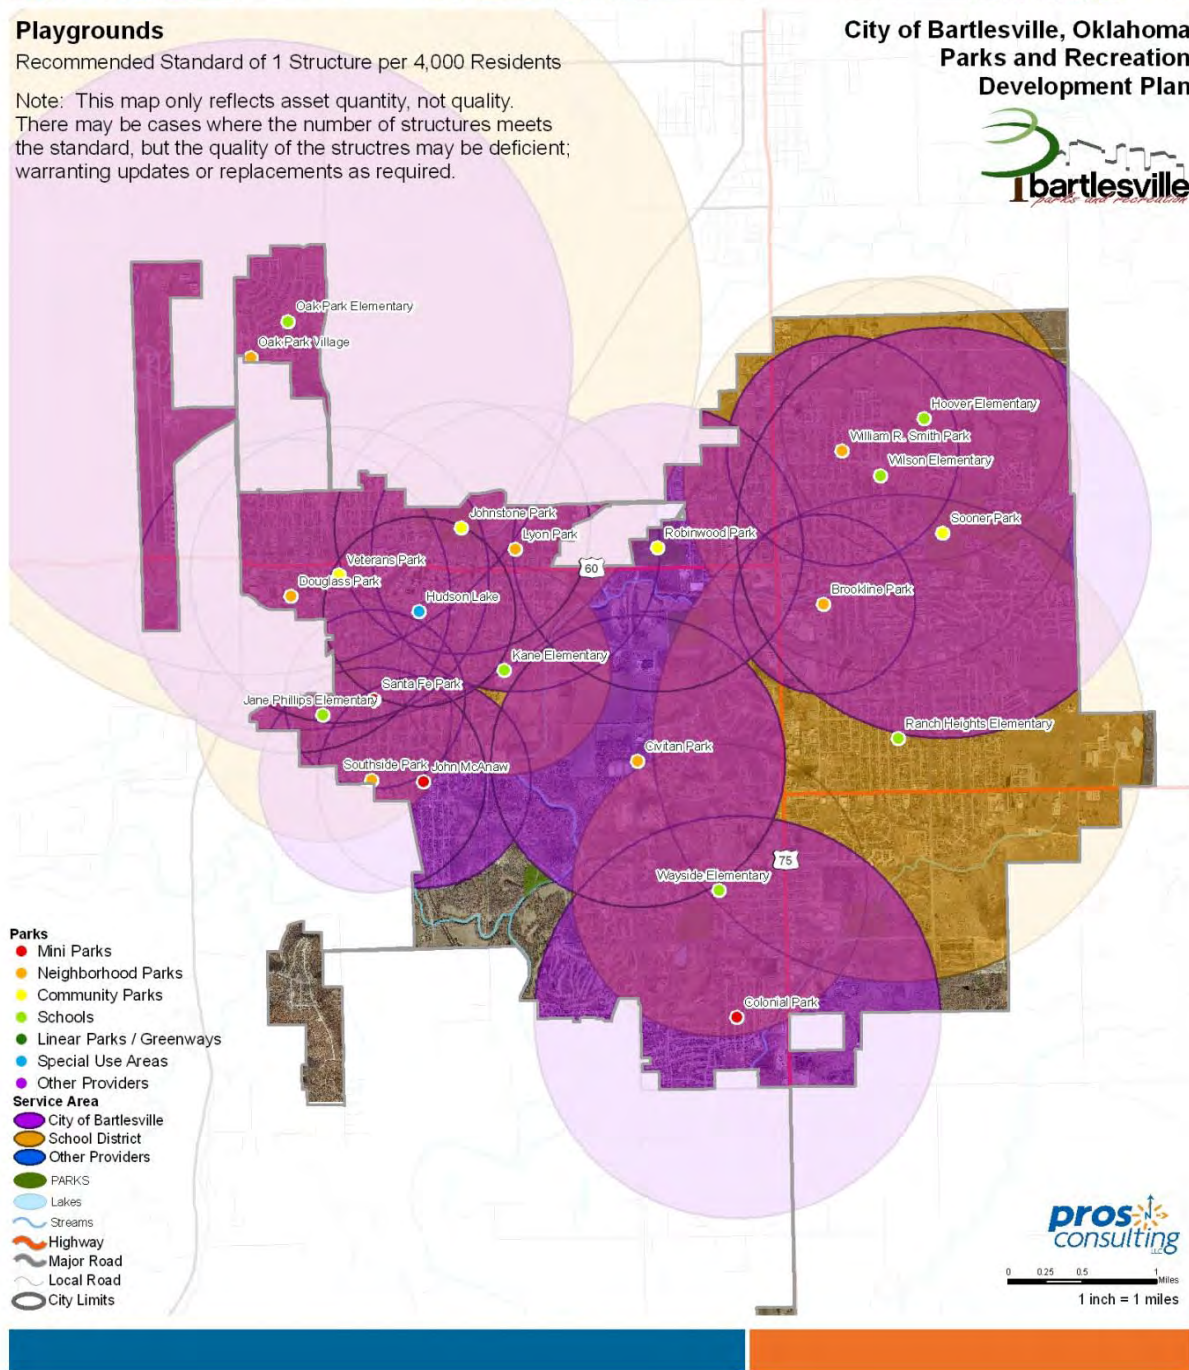 Playgrounds
Recommended Standard of 1 Structure per 4,000 Residents
Note: This map only reflects asset quantity, not quality.
There may be cases where the number of structures meets
the standard, but the quality of the structres may be deficient;
warranting updates or replacements as required.
City of Bartlesville, Oklahoma
Parks and Recreation
Development Plan
bartlesville
parks and recreation
Oak Park Elementary
Oak Park Village
Hoover Elementary
William R. Smith Park
Wilson Elementary
Johnstone Park
Sooner Park
Lyon Park
Robinwood Park
Veterans Park
60
Douglass Park
Brookline Park
Hudson Lake
Kane Elementary
Santa Fe Park
Jane Phillips Elementary
Ranch Heights Elementary
Civitan Park
Southside Park
John McAnaw
75
Wayside Elementary
Colonial Park
Parks
Mini Parks
Neighborhood Parks
Community Parks
Schools
Linear Parks / Greenways
Special Use Areas
Other Providers
Service Area
City of Bartlesville
School District
Other Providers
PARKS
Lakes
Streams
Highway
Major Road
Local Road
City Limits
N
pros
consulting
LLC
0 0.25 0.5 1
Miles
1 inch = 1 miles